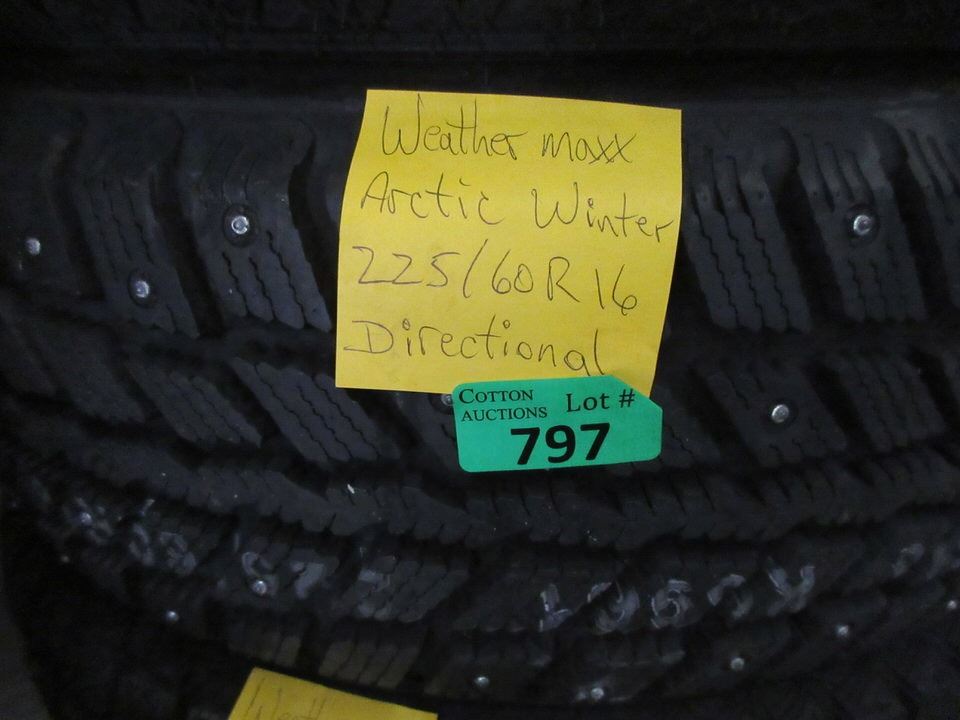 Weather maxx
Arctic Winter
225/60R16
Directional
COTTON
AUCTIONS
Lot #
797